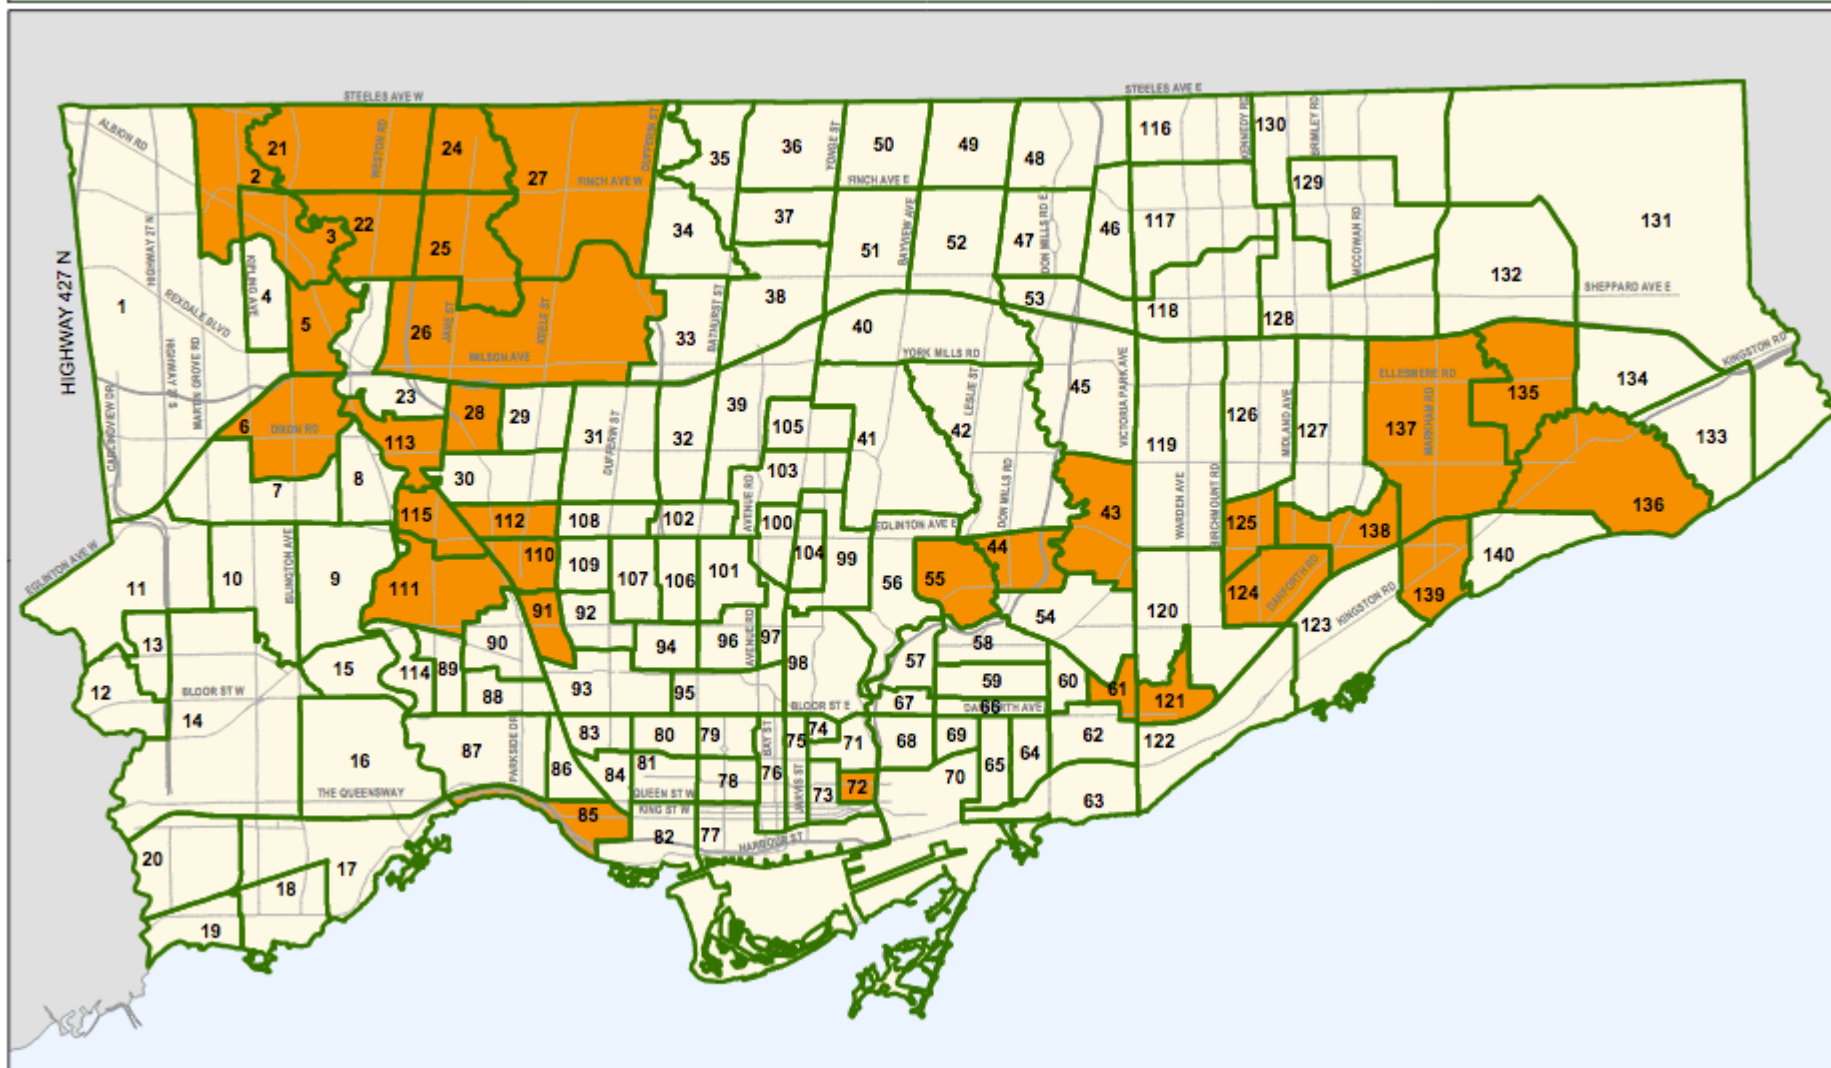 STEELES AVE W
STEELES AVE E
ALBION RD
HIGHWAY 27 N
WESTON RD
DUFFERIN ST
FINCH AVE W
YONGE ST
FINCH AVE E
BAYVIEW AVE
DON MILLS RD E
KENNEDY RD
BRIMLEY RD
MCCOWAN RD
HIGHWAY 427 N
REXDALE BLVD
KIPLING AVE
JANE ST
KEELE ST
WILSON AVE
BATHURST ST
YORK MILLS RD
LESLIE ST
VICTORIA PARK AVE
SHEPPARD AVE E
KINGSTON RD
ELLESMERE RD
MARKHAM RD
CARLINGVIEW DR
HIGHWAY 27 S
MARTIN GROVE RD
DIXON RD
DUFFERIN ST
AVENUE RD
DON MILLS RD
WARDEN AVE
BIRCHMOUNT RD
MIDLAND AVE
EGLINTON AVE E
EGLINTON AVE W
ISLINGTON AVE
AVENUE RD
DANFORTH RD
KINGSTON RD
BLOOR ST W
BLOOR ST E
DANFORTH AVE
PARKSIDE DR
BAY ST
JARVIS ST
THE QUEENSWAY
QUEEN ST W
KING ST W
HARBOUR ST
1
2
3
4
5
6
7
8
9
10
11
12
13
14
15
16
17
18
19
20
21
22
23
24
25
26
27
28
29
30
31
32
33
34
35
36
37
38
39
40
41
42
43
44
45
46
47
48
49
50
51
52
53
54
55
56
57
58
59
60
61
62
63
64
65
66
67
68
69
70
71
72
73
74
75
76
77
78
79
80
81
82
83
84
85
86
87
88
89
90
91
92
93
94
95
96
97
98
99
100
101
102
103
104
105
106
107
108
109
110
111
112
113
114
115
116
117
118
119
120
121
122
123
124
125
126
127
128
129
130
131
132
133
134
135
136
137
138
139
140